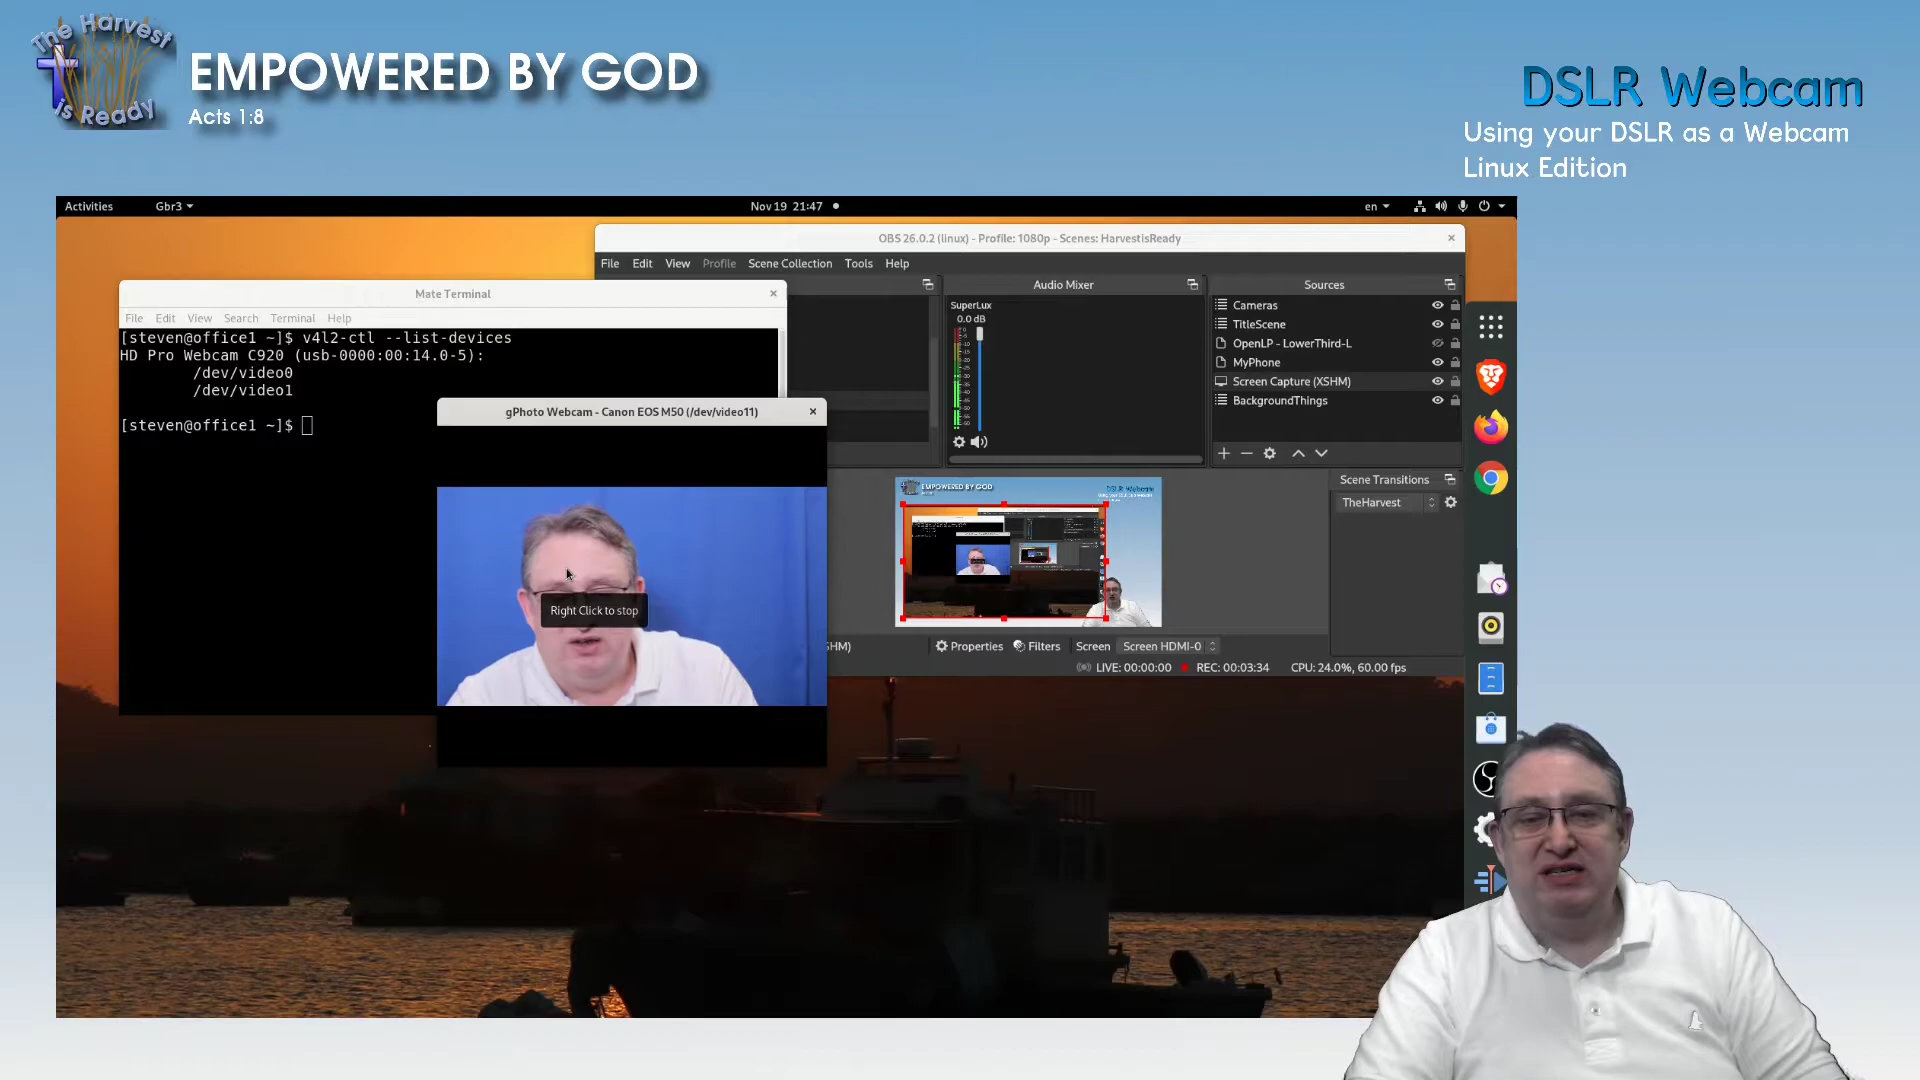 The Harvest
is Ready
EMPOWERED BY GOD
Acts 1:8
DSLR Webcam
Using your DSLR as a Webcam
Linux Edition
Activities
Gbr3
Nov 19 21:47
en
OBS 26.0.2 (linux) - Profile: 1080p - Scenes: HarvestisReady
File Edit View Profile Scene Collection Tools Help
Audio Mixer
Sources
SuperLux
0.0 dB
Cameras
TitleScene
OpenLP - LowerThird-L
MyPhone
Screen Capture (XSHM)
BackgroundThings
Scene Transitions
TheHarvest
EMPOWERED BY GOD
DSLR Webcam
HM)
Properties
Filters
Screen
Screen HDMI-0
LIVE: 00:00:00
REC: 00:03:34
CPU: 24.0%, 60.00 fps
Mate Terminal
File Edit View Search Terminal Help
[steven@office1 ~]$ v4l2-ctl --list-devices
HD Pro Webcam C920 (usb-0000:00:14.0-5):
/dev/video0
/dev/video1
[steven@office1 ~]$
gPhoto Webcam - Canon EOS M50 (/dev/video11)
Right Click to stop